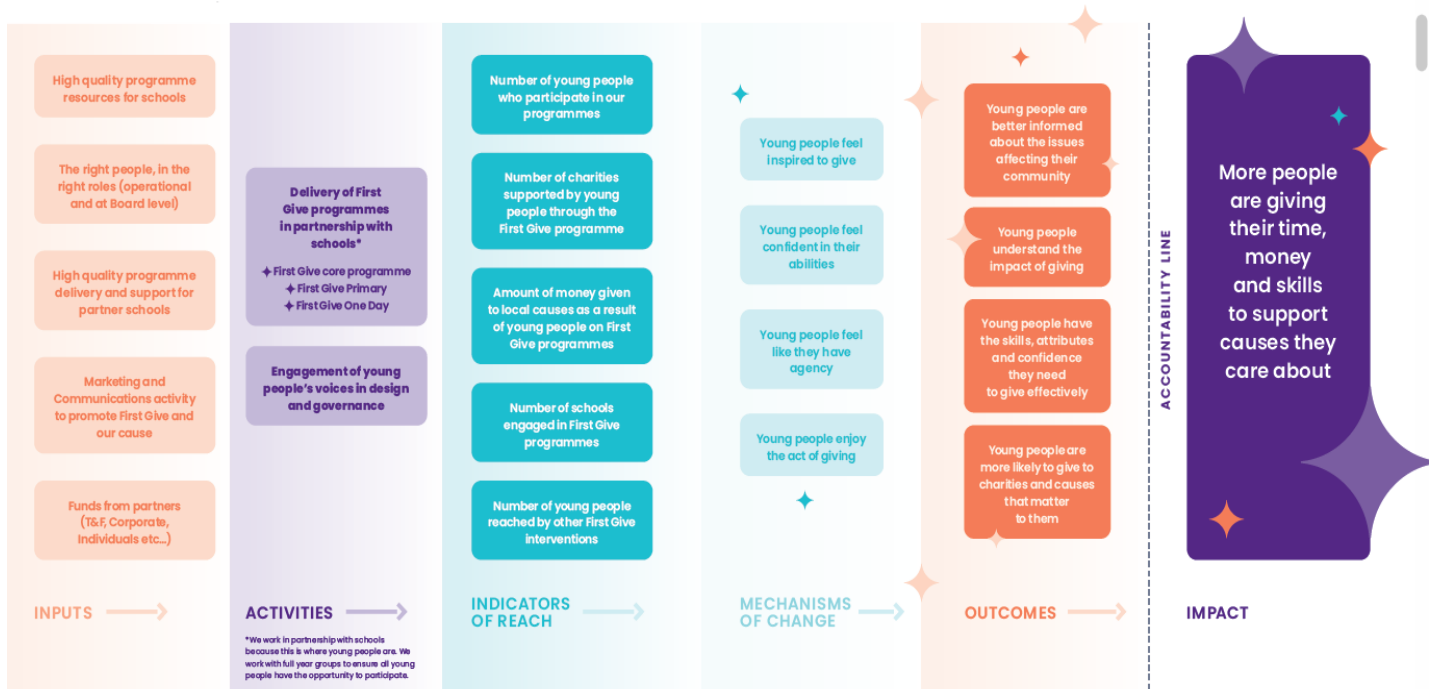 High quality programme
resources for schools
The right people, in the
right roles (operational
and at Board level)
High quality programme
delivery and support for
partner schools
Marketing and
Communications activity
to promote First Give and
our cause
Funds from partners
(T&F, Corporate,
Individuals etc...)
INPUTS
Delivery of First
Give programmes
in partnership with
schools*
First Give core programme
First Give Primary
First Give One Day
Engagement of young
people's voices in design
and governance
ACTIVITIES
*We work in partnership with schools
because this is where young people are. We
work with full year groups to ensure all young
people have the opportunity to participate.
Number of young people
who participate in our
programmes
Number of charities
supported by young
people through the
First Give programme
Amount of money given
to local causes as a result
of young people on First
Give programmes
Number of schools
engaged in First Give
programmes
Number of young people
reached by other First Give
interventions
INDICATORS
OF REACH
Young people feel
inspired to give
Young people feel
confident in their
abilities
Young people feel
like they have
agency
Young people enjoy
the act of giving
MECHANISMS
OF CHANGE
Young people are
better informed
about the issues
affecting their
community
Young people
understand the
impact of giving
Young people have
the skills, attributes
and confidence
they need
to give effectively
Young people are
more likely to give to
charities and causes
that matter
to them
OUTCOMES
ACCOUNTABILITY LINE
More people
are giving
their time,
money
and skills
to support
causes they
care about
IMPACT